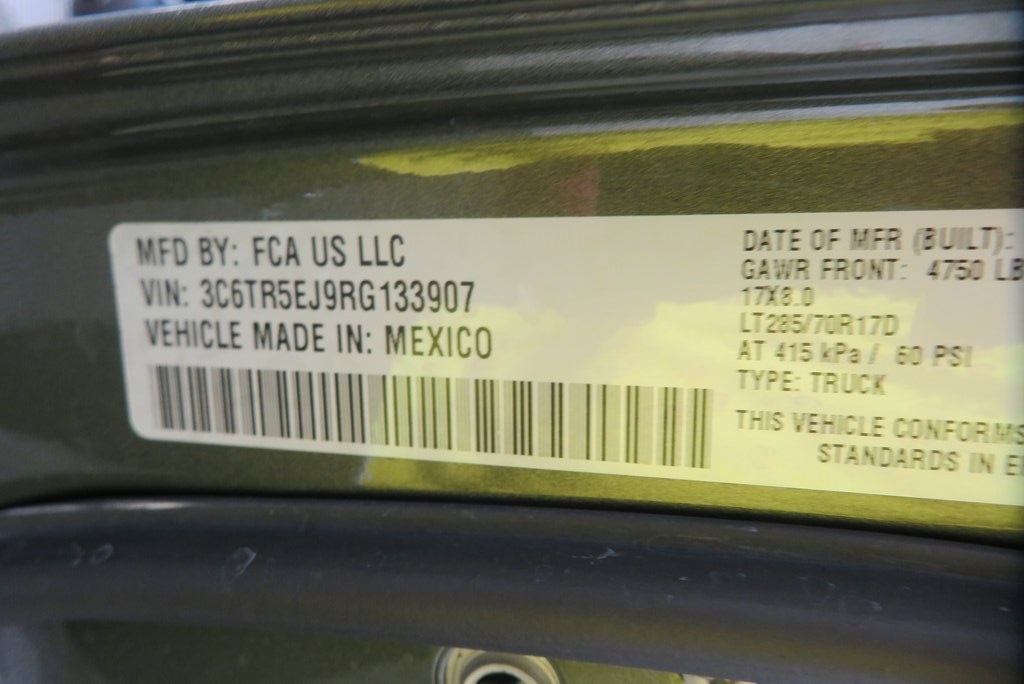 MFD BY: FCA US LLC
VIN: 3C6TR5EJ9RG133907
VEHICLE MADE IN: MEXICO
DATE OF MFR (BUILT):
GAWR FRONT: 4750 LB
17X8.0
LT285/70R17D
AT 415 kPa / 60 PSI
TYPE: TRUCK
THIS VEHICLE CONFORMS
STANDARDS IN